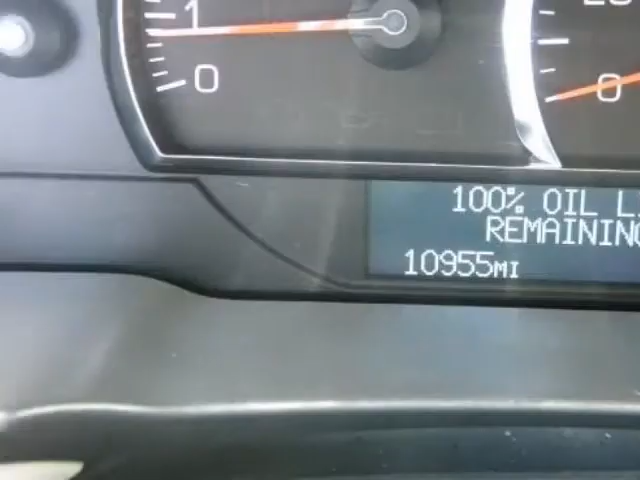 1
0
0
100% OIL L
REMAINING
10955MI